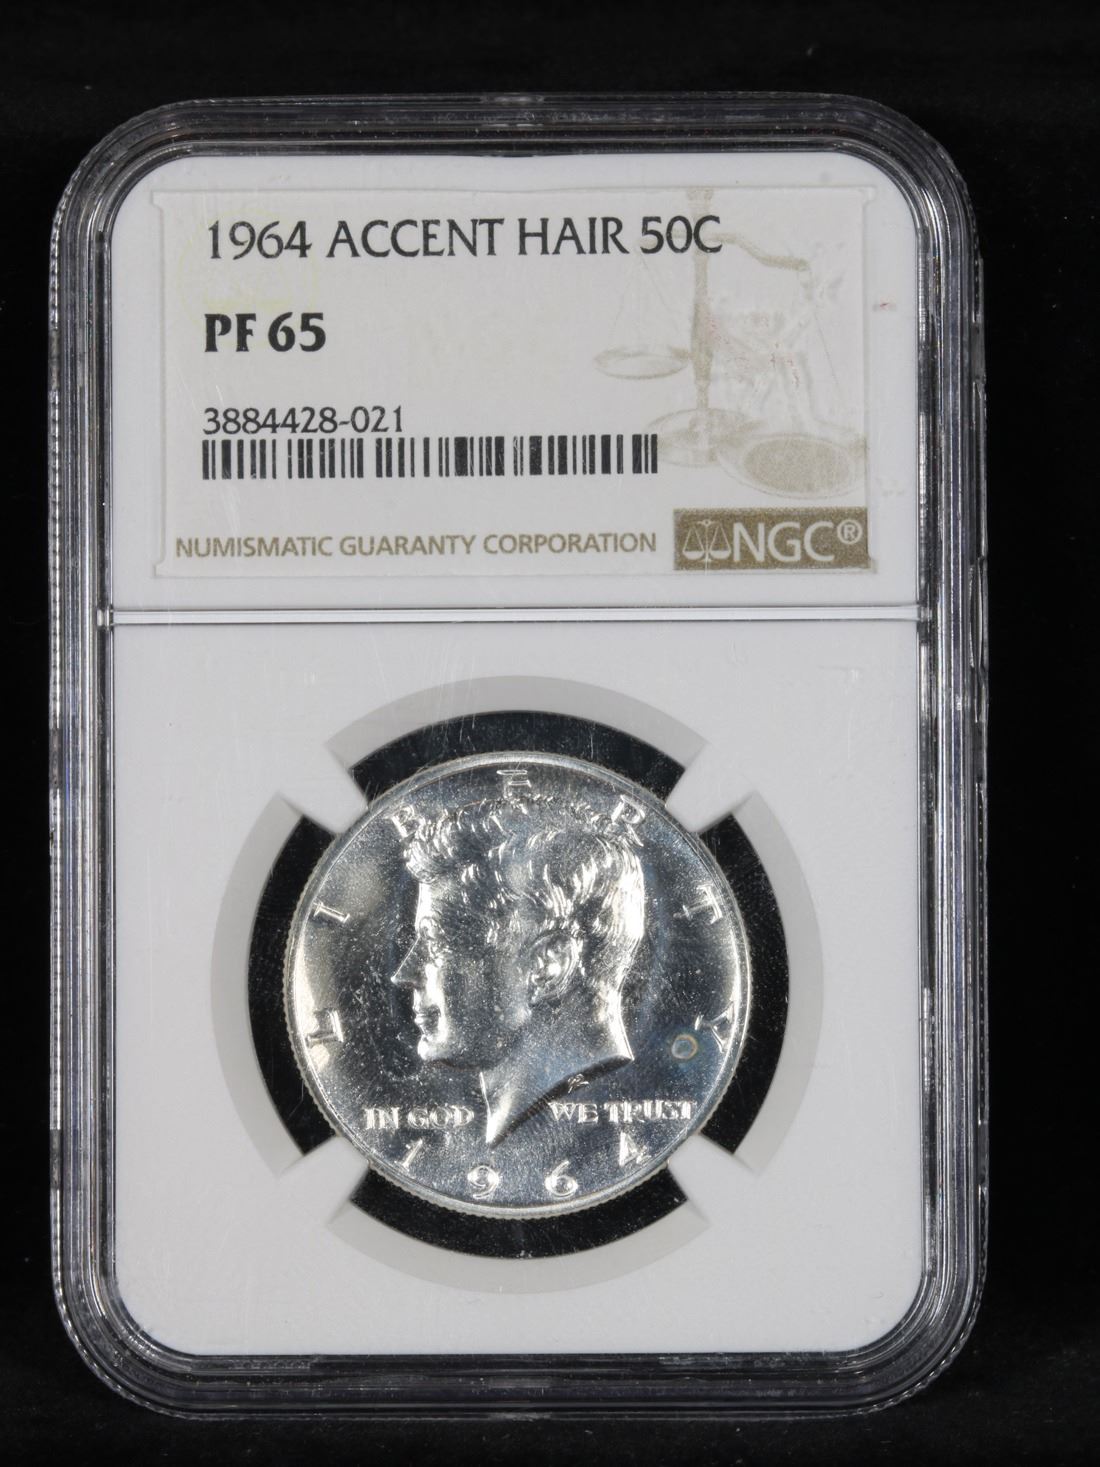 1964 ACCENT HAIR 50C
PF 65
3884428-021
NUMISMATIC GUARANTY CORPORATION
NGC®
LIBERTY
IN GOD WE TRUST
1964